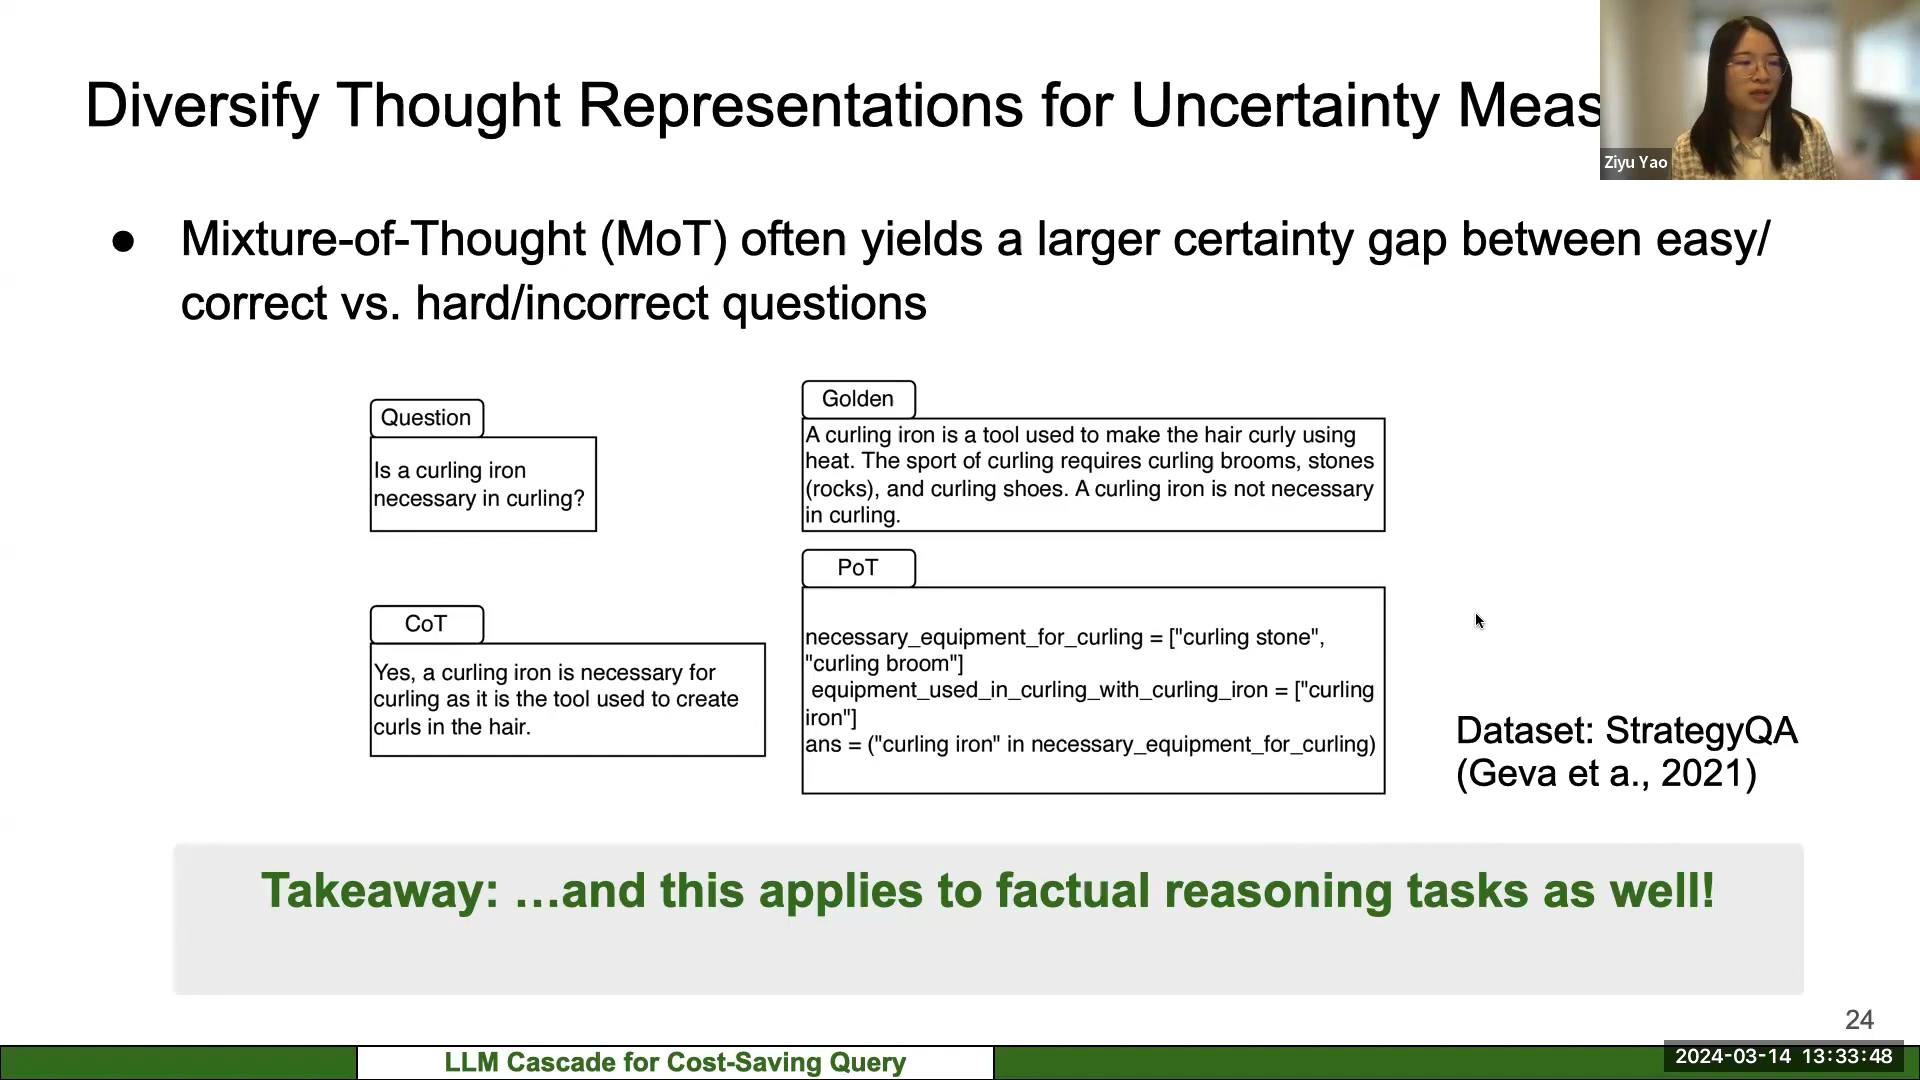 Diversify Thought Representations for Uncertainty Meas
Ziyu Yao
● Mixture-of-Thought (MoT) often yields a larger certainty gap between easy/
correct vs. hard/incorrect questions
Question
Is a curling iron
necessary in curling?
Golden
A curling iron is a tool used to make the hair curly using
heat. The sport of curling requires curling brooms, stones
(rocks), and curling shoes. A curling iron is not necessary
in curling.
CoT
Yes, a curling iron is necessary for
curling as it is the tool used to create
curls in the hair.
PoT
necessary_equipment_for_curling = ["curling stone",
"curling broom"]
equipment_used_in_curling_with_curling_iron = ["curling
iron"]
ans = ("curling iron" in necessary_equipment_for_curling)
Dataset: StrategyQA
(Geva et a., 2021)
Takeaway: …and this applies to factual reasoning tasks as well!
24
LLM Cascade for Cost-Saving Query
2024-03-14 13:33:48